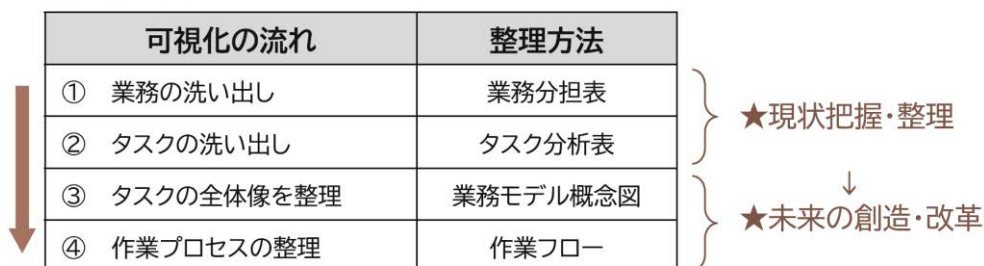 可視化の流れ 整理方法
① 業務の洗い出し 業務分担表
② タスクの洗い出し タスク分析表
★現状把握・整理
③ タスクの全体像を整理 業務モデル概念図
④ 作業プロセスの整理 作業フロー
↓
★未来の創造・改革